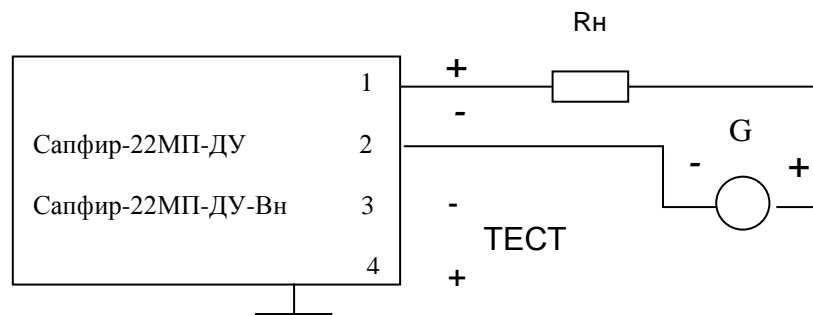 Rн
+
1
-
G
Сапфир-22МП-ДУ 2
- +
Сапфир-22МП-ДУ-Вн 3
-
ТЕСТ
4
+